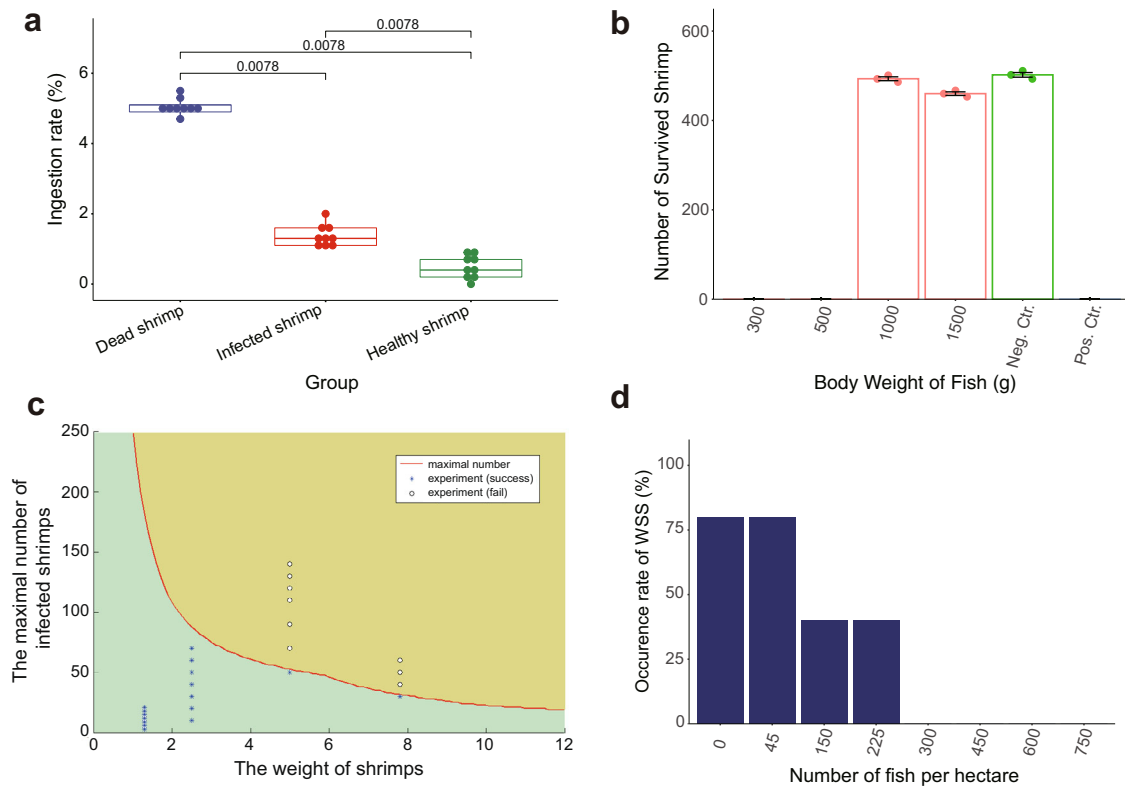 a
0.0078
0.0078
0.0078
Ingestion rate (%)
6
4
2
0
Dead shrimp
Infected shrimp
Healthy shrimp
Group
b
Number of Survived Shrimp
600
400
200
0
300
500
1000
1500
Neg. Ctr.
Pos. Ctr.
Body Weight of Fish (g)
c
The maximal number of
infected shrimps
250
200
150
100
50
0
maximal number
experiment (success)
experiment (fail)
0 2 4 6 8 10 12
The weight of shrimps
d
Occurence rate of WSS (%)
100
75
50
25
0
0
45
150
225
300
450
600
750
Number of fish per hectare